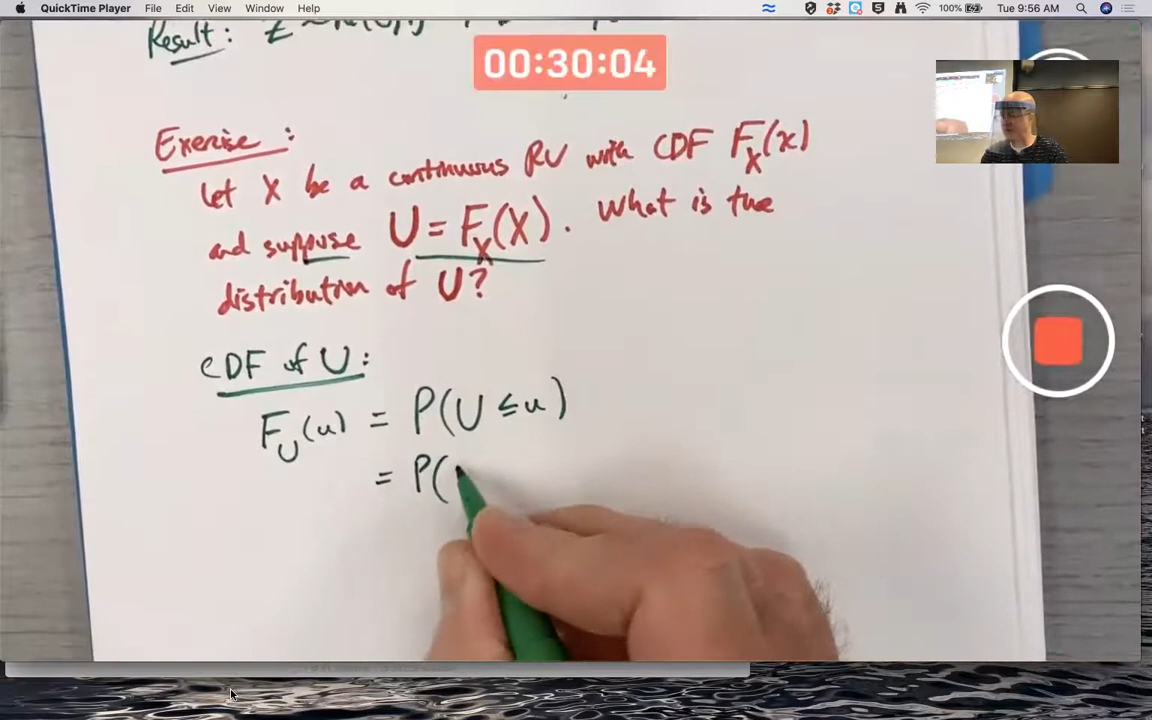 QuickTime Player File Edit View Window Help 100% Tue 9:56 AM
Result:
00:30:04
Exercise:
Let X be a continuous RV with CDF F_X(x)
and suppose U = F_X(X). What is the
distribution of U?
CDF of U:
F_U(u) = P(U ≤ u)
= P(